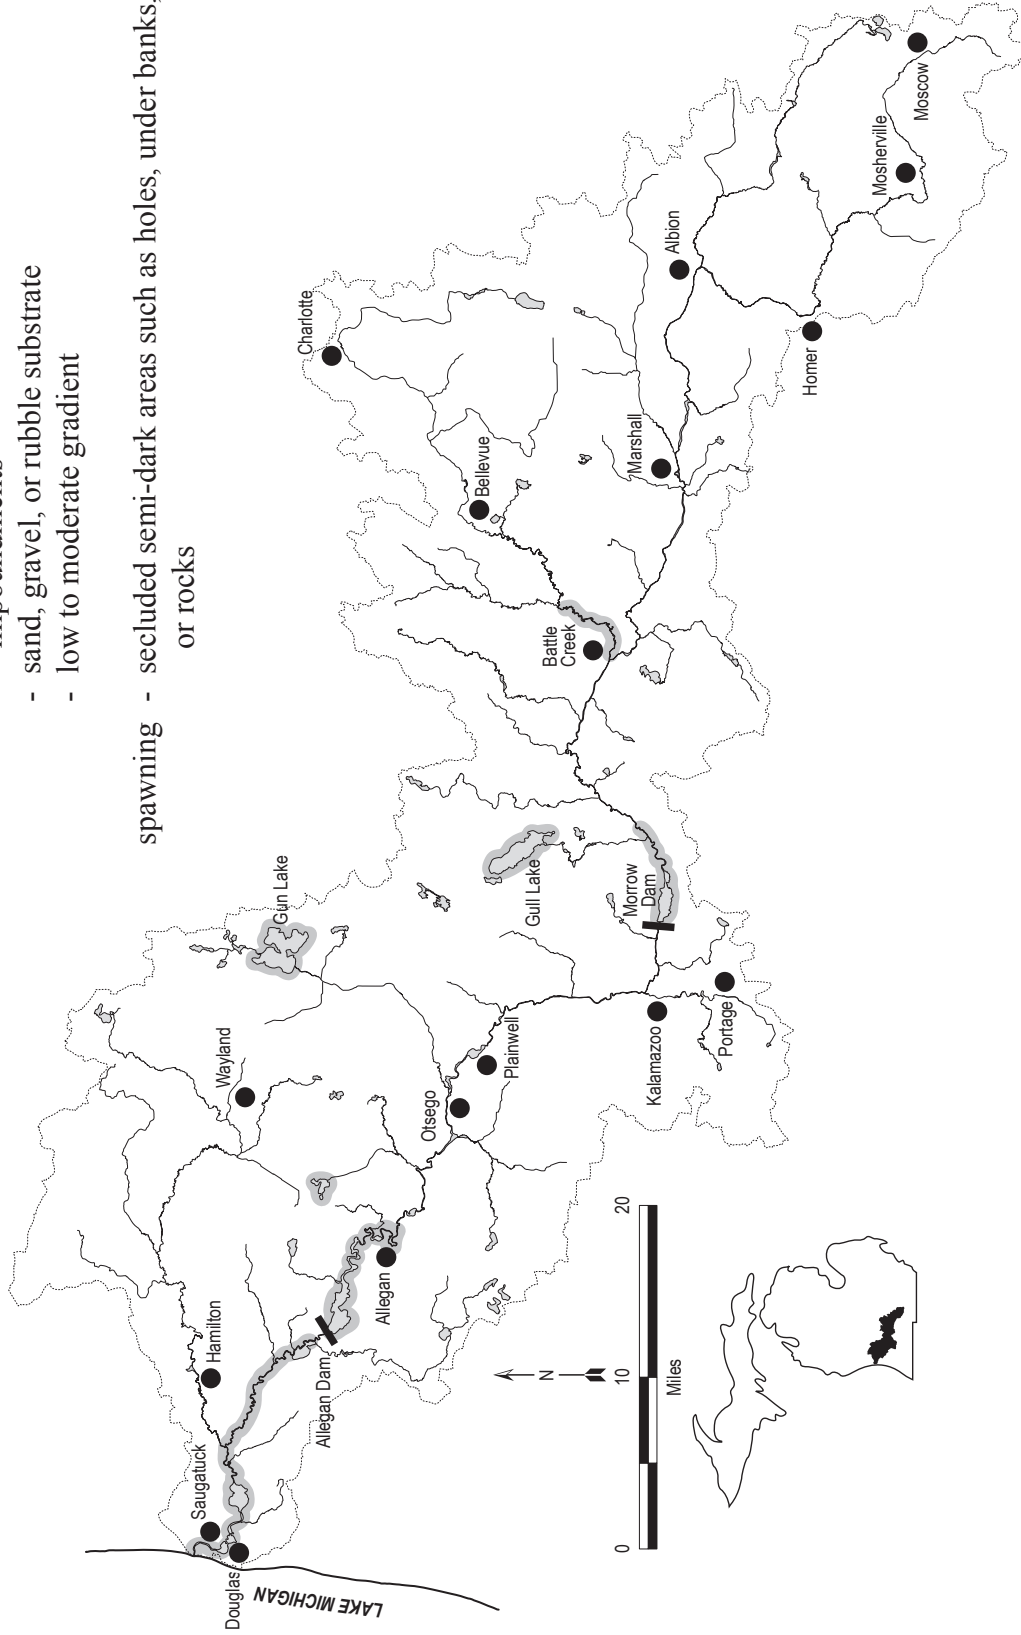 impoundments
- sand, gravel, or rubble substrate
- low to moderate gradient
spawning - secluded semi-dark areas such as holes, under banks,
or rocks
Saugatuck
Hamilton
Wayland
Gun Lake
Charlotte
Douglas
LAKE MICHIGAN
Allegan Dam
Allegan
Otsego
Plainwell
Gull Lake
Battle
Creek
Bellevue
Marshall
Albion
Kalamazoo
Morrow
Dam
Portage
Homer
Mosherville
Moscow
N
0
10
20
Miles